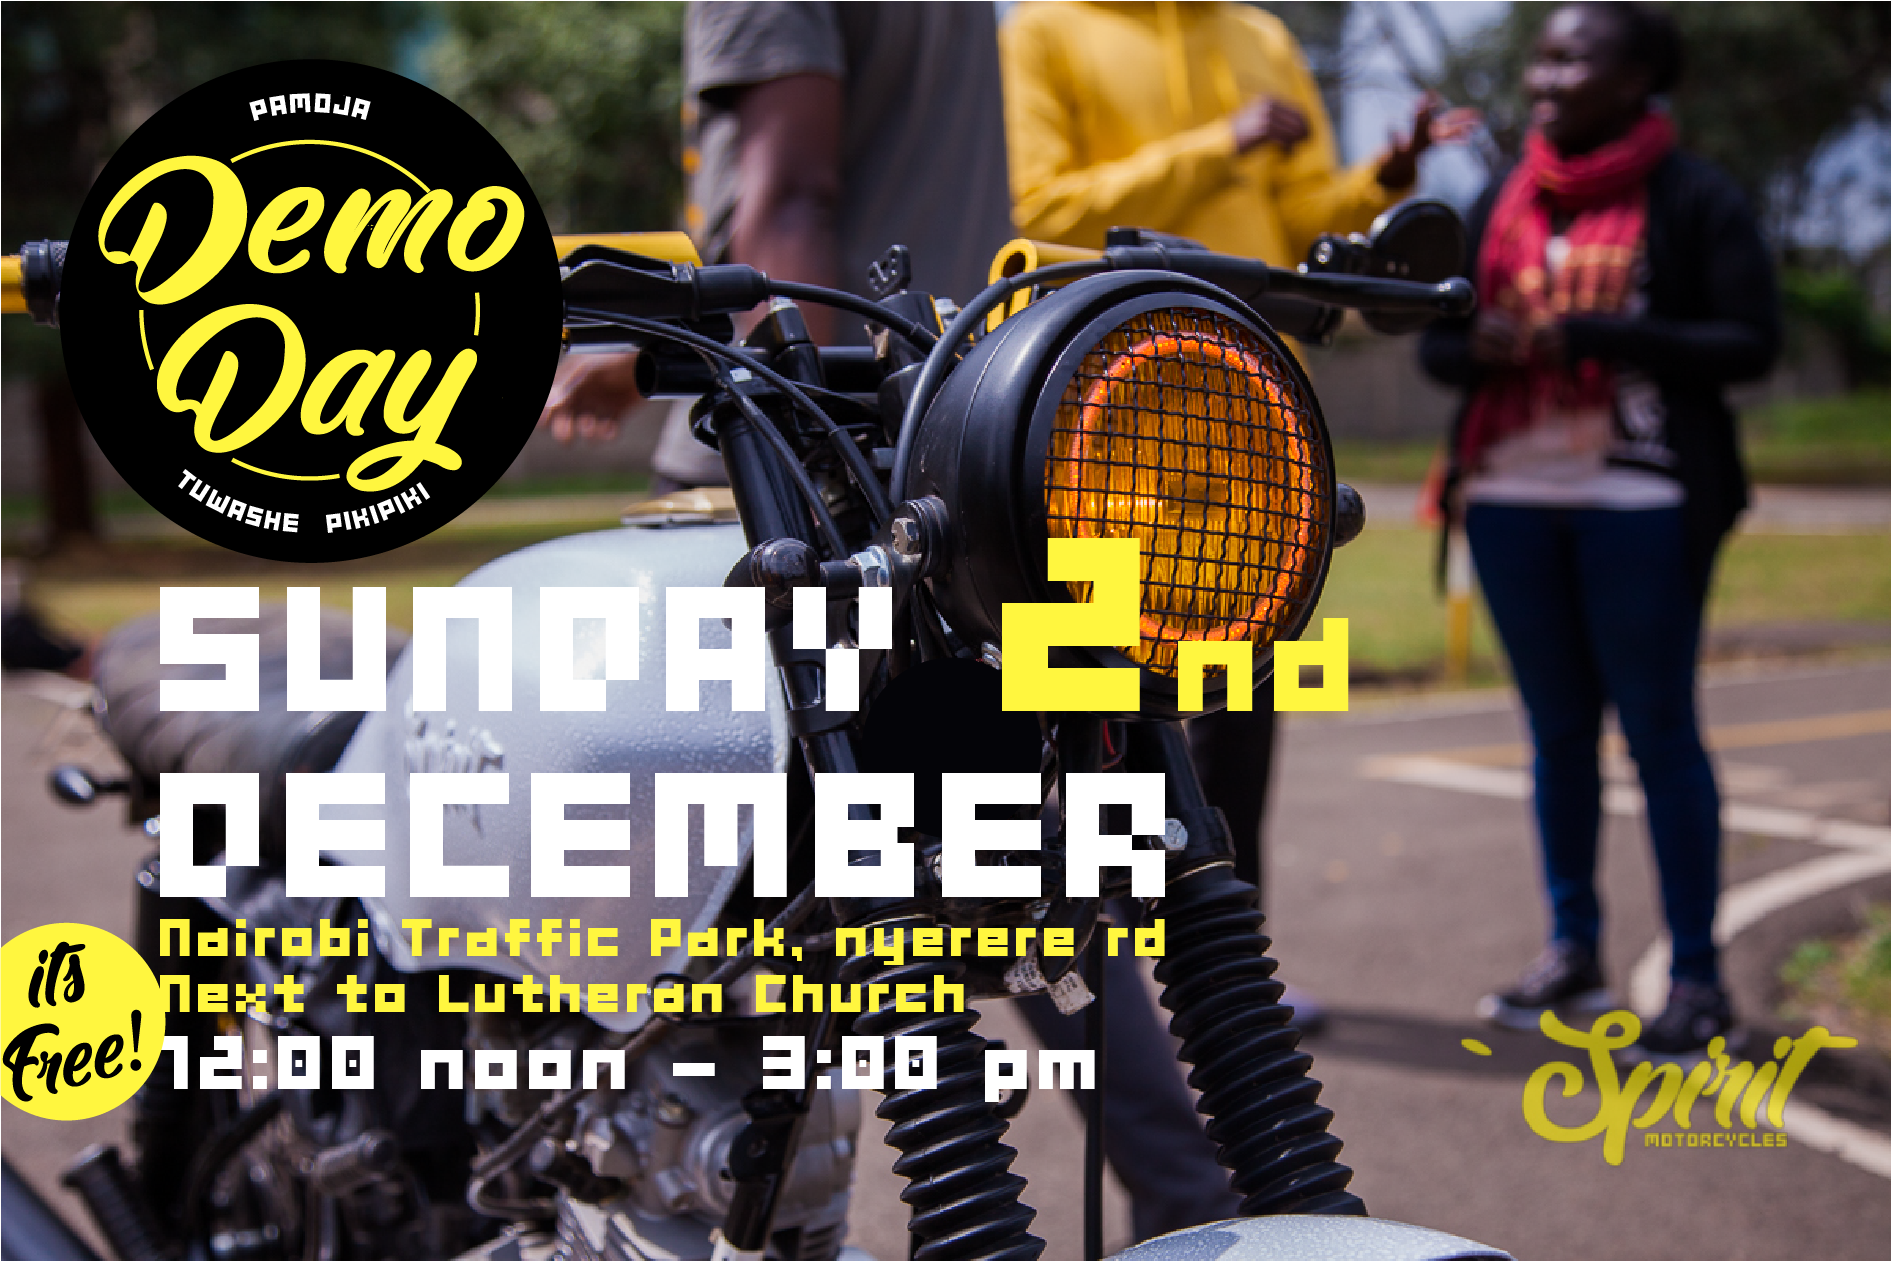 PAMOJA
Demo
Day
TUWASHE PIKIPIKI
SUNDAY 2nd
DECEMBER
Nairobi Traffic Park, nyerere rd
Next to Lutheran Church
12:00 noon - 3:00 pm
its
Free!
Spirit
MOTORCYCLES